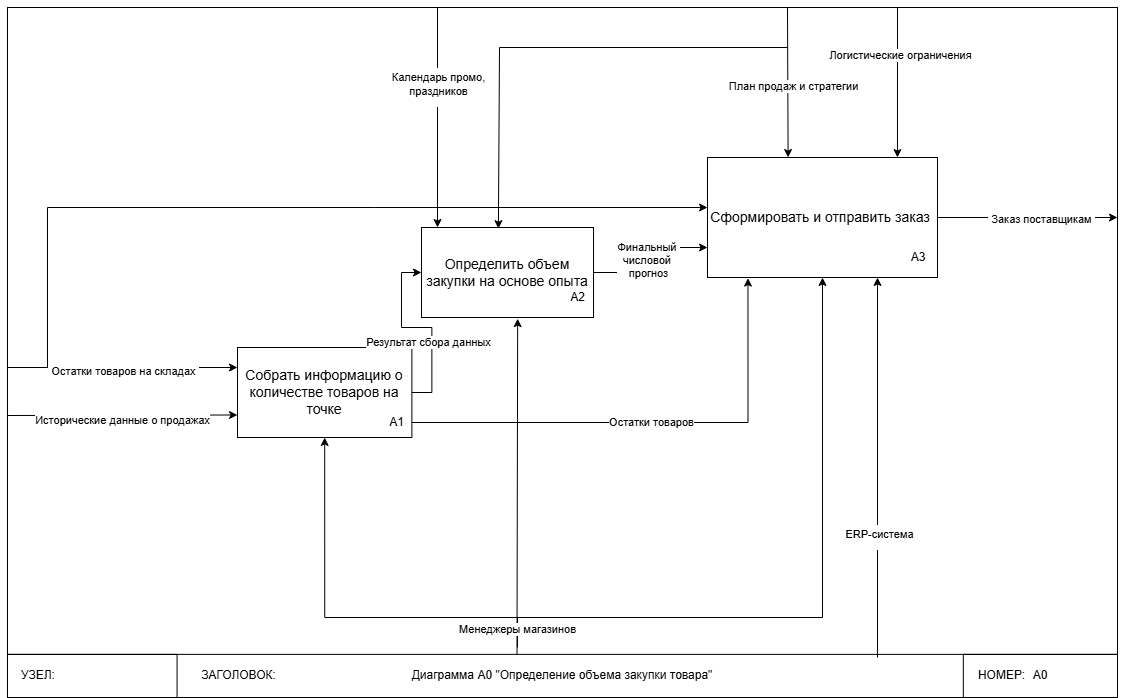 Логистические ограничения
Календарь промо,
праздников
План продаж и стратегии
Сформировать и отправить заказ
A3
Заказ поставщикам
Финальный
числовой
прогноз
Определить объем
закупки на основе опыта
A2
Результат сбора данных
Остатки товаров на складах
Собрать информацию о
количестве товаров на
точке
A1
Исторические данные о продажах
Остатки товаров
ERP-система
Менеджеры магазинов
УЗЕЛ:
ЗАГОЛОВОК:
Диаграмма A0 "Определение объема закупки товара"
НОМЕР: A0